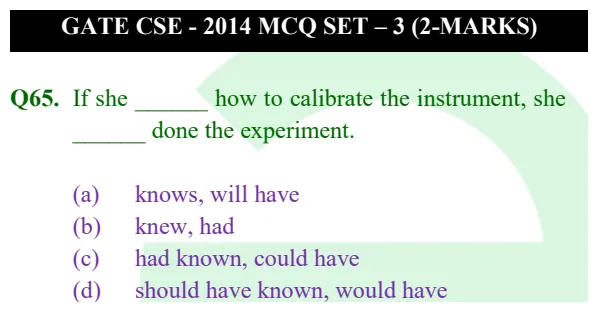 GATE CSE - 2014 MCQ SET – 3 (2-MARKS)
Q65. If she ______ how to calibrate the instrument, she
______ done the experiment.
(a) knows, will have
(b) knew, had
(c) had known, could have
(d) should have known, would have